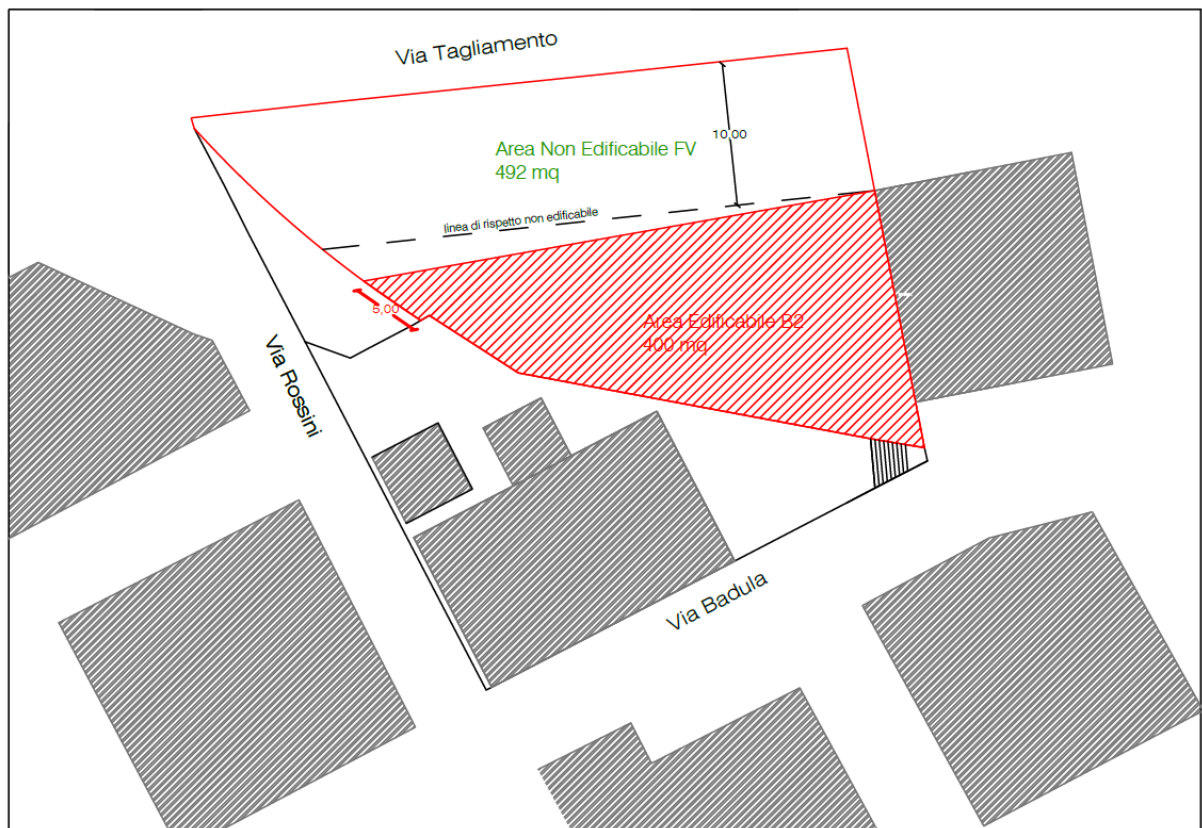 Via Tagliamento
10,00
Area Non Edificabile FV
492 mq
linea di rispetto non edificabile
5,00
Area Edificabile B2
400 mq
Via Rossini
Via Badula